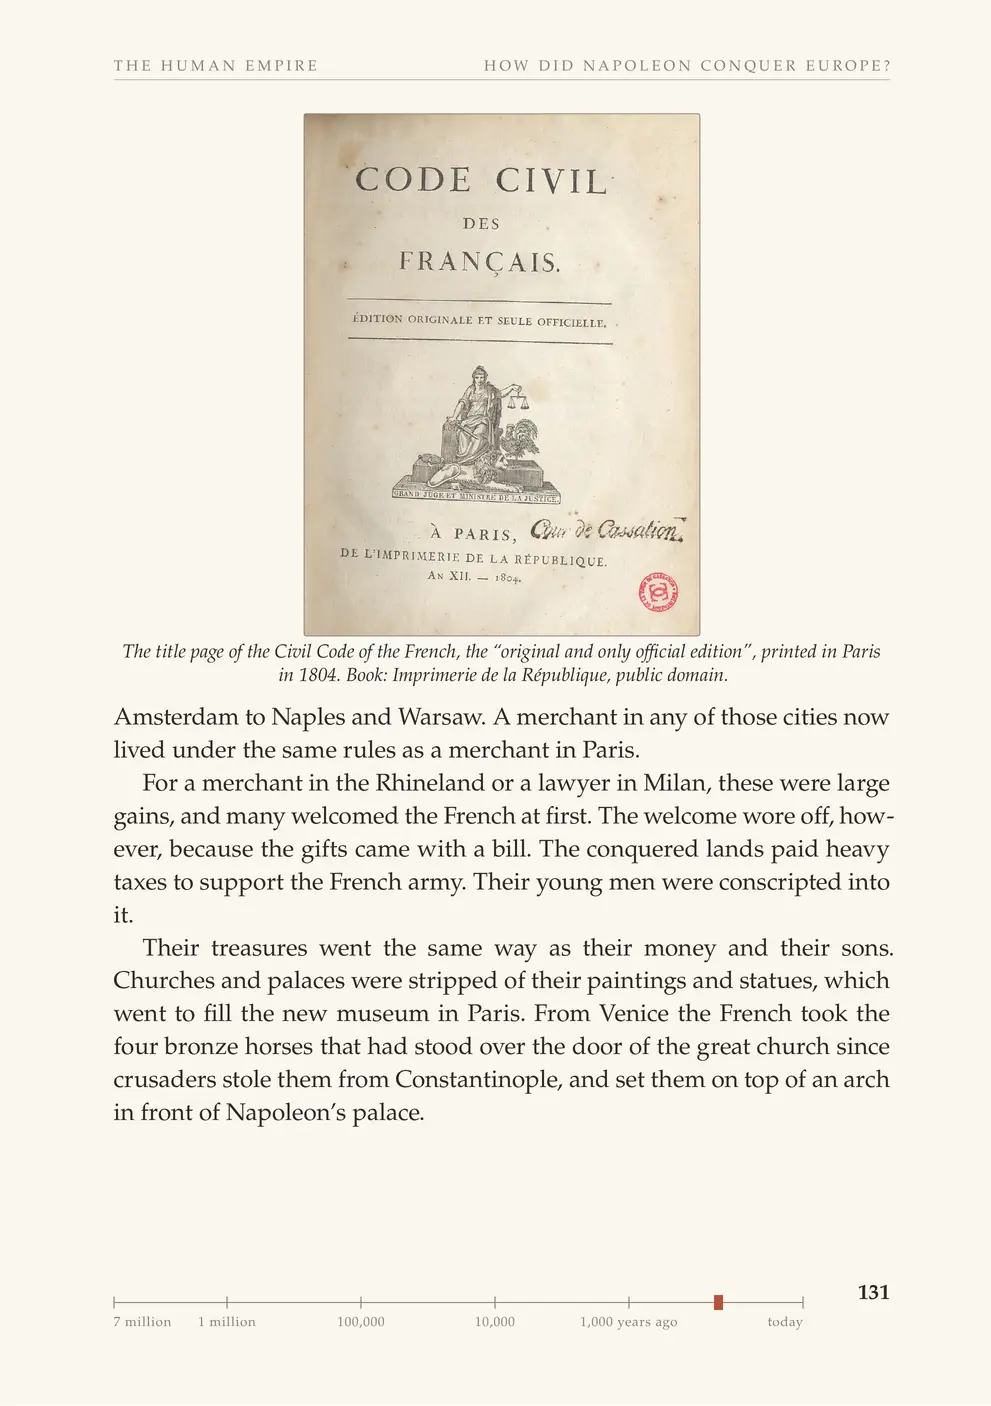 THE HUMAN EMPIRE
HOW DID NAPOLEON CONQUER EUROPE?
CODE CIVIL
DES
FRANÇAIS.
ÉDITION ORIGINALE ET SEULE OFFICIELLE.
GRAND JUGE ET MINISTRE DE LA JUSTICE.
À PARIS,
Cour de Cassation.
DE L'IMPRIMERIE DE LA RÉPUBLIQUE.
AN XII. — 1804.
The title page of the Civil Code of the French, the “original and only official edition”, printed in Paris
in 1804. Book: Imprimerie de la République, public domain.
Amsterdam to Naples and Warsaw. A merchant in any of those cities now
lived under the same rules as a merchant in Paris.
For a merchant in the Rhineland or a lawyer in Milan, these were large
gains, and many welcomed the French at first. The welcome wore off, how-
ever, because the gifts came with a bill. The conquered lands paid heavy
taxes to support the French army. Their young men were conscripted into
it.
Their treasures went the same way as their money and their sons.
Churches and palaces were stripped of their paintings and statues, which
went to fill the new museum in Paris. From Venice the French took the
four bronze horses that had stood over the door of the great church since
crusaders stole them from Constantinople, and set them on top of an arch
in front of Napoleon’s palace.
131
7 million
1 million
100,000
10,000
1,000 years ago
today